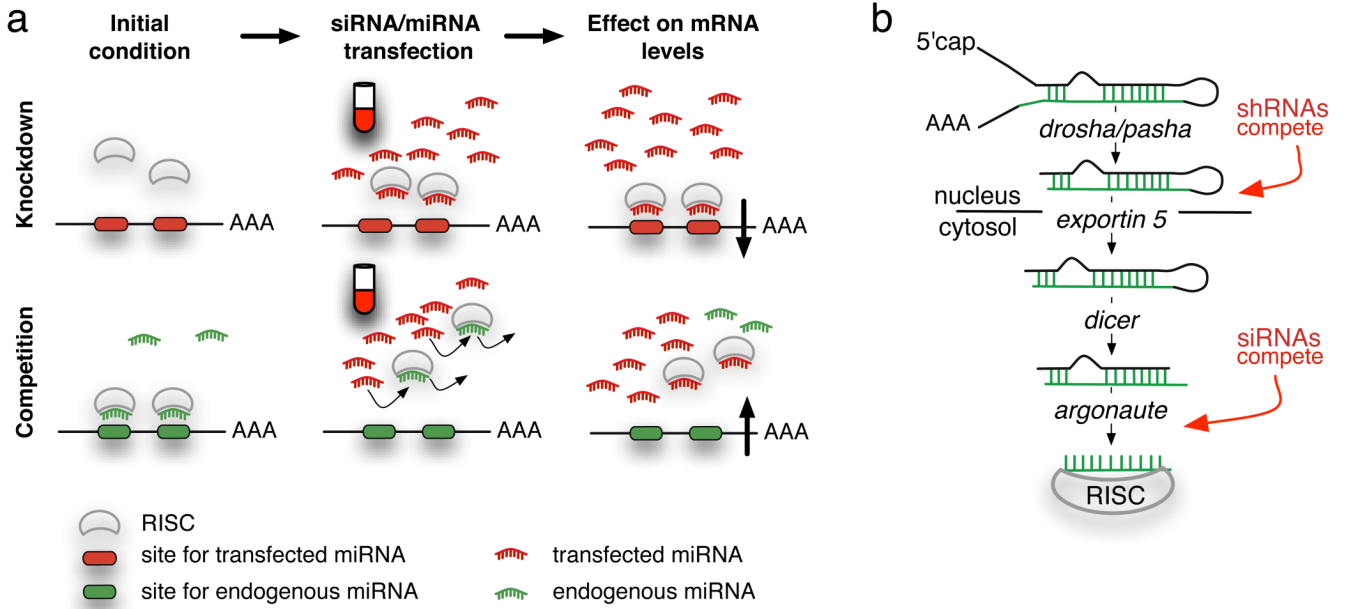 a
Initial
condition
siRNA/miRNA
transfection
Effect on mRNA
levels
Knockdown
AAA
AAA
AAA
Competition
AAA
AAA
AAA
RISC
site for transfected miRNA
site for endogenous miRNA
transfected miRNA
endogenous miRNA
b
5'cap
AAA
drosha/pasha
shRNAs
compete
nucleus
cytosol
exportin 5
dicer
siRNAs
compete
argonaute
RISC